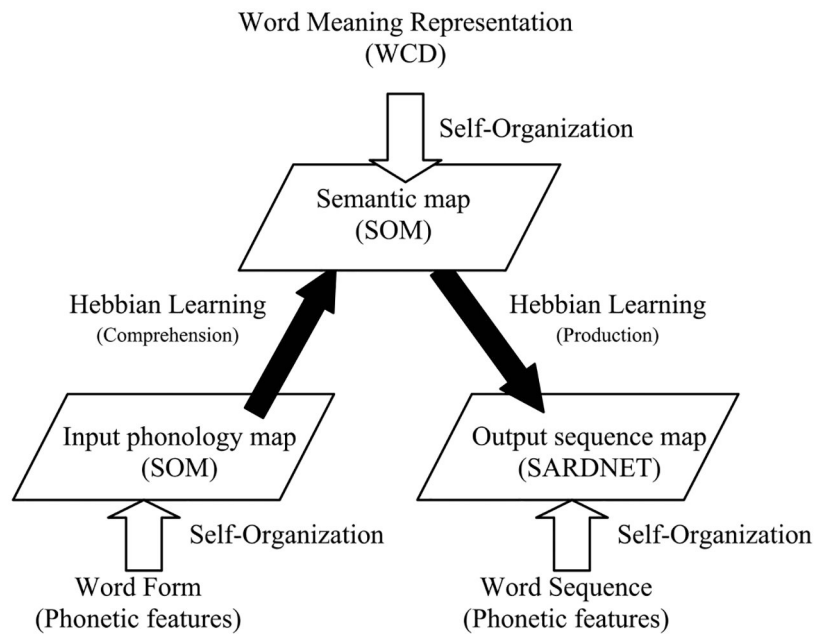 Word Meaning Representation
(WCD)
Self-Organization
Semantic map
(SOM)
Hebbian Learning
(Comprehension)
Hebbian Learning
(Production)
Input phonology map
(SOM)
Output sequence map
(SARDNET)
Self-Organization
Word Form
(Phonetic features)
Self-Organization
Word Sequence
(Phonetic features)